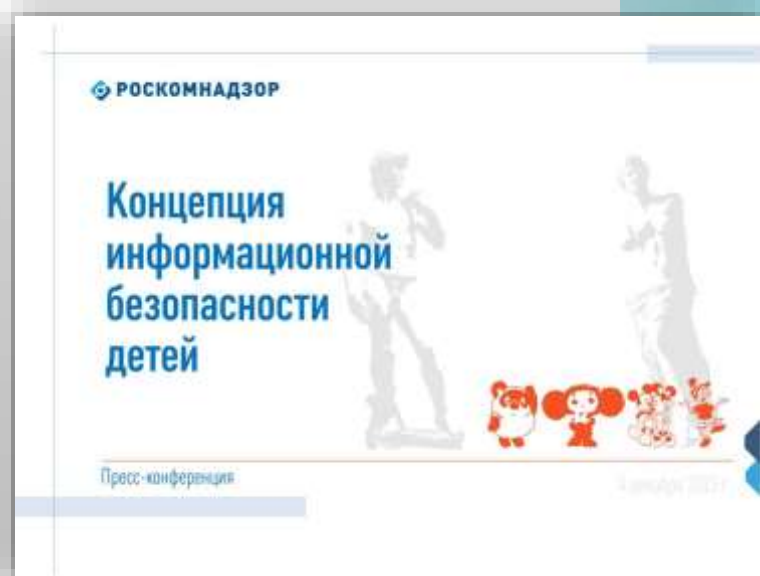 РОСКОМНАДЗОР
Концепция
информационной
безопасности
детей
Пресс-конференция